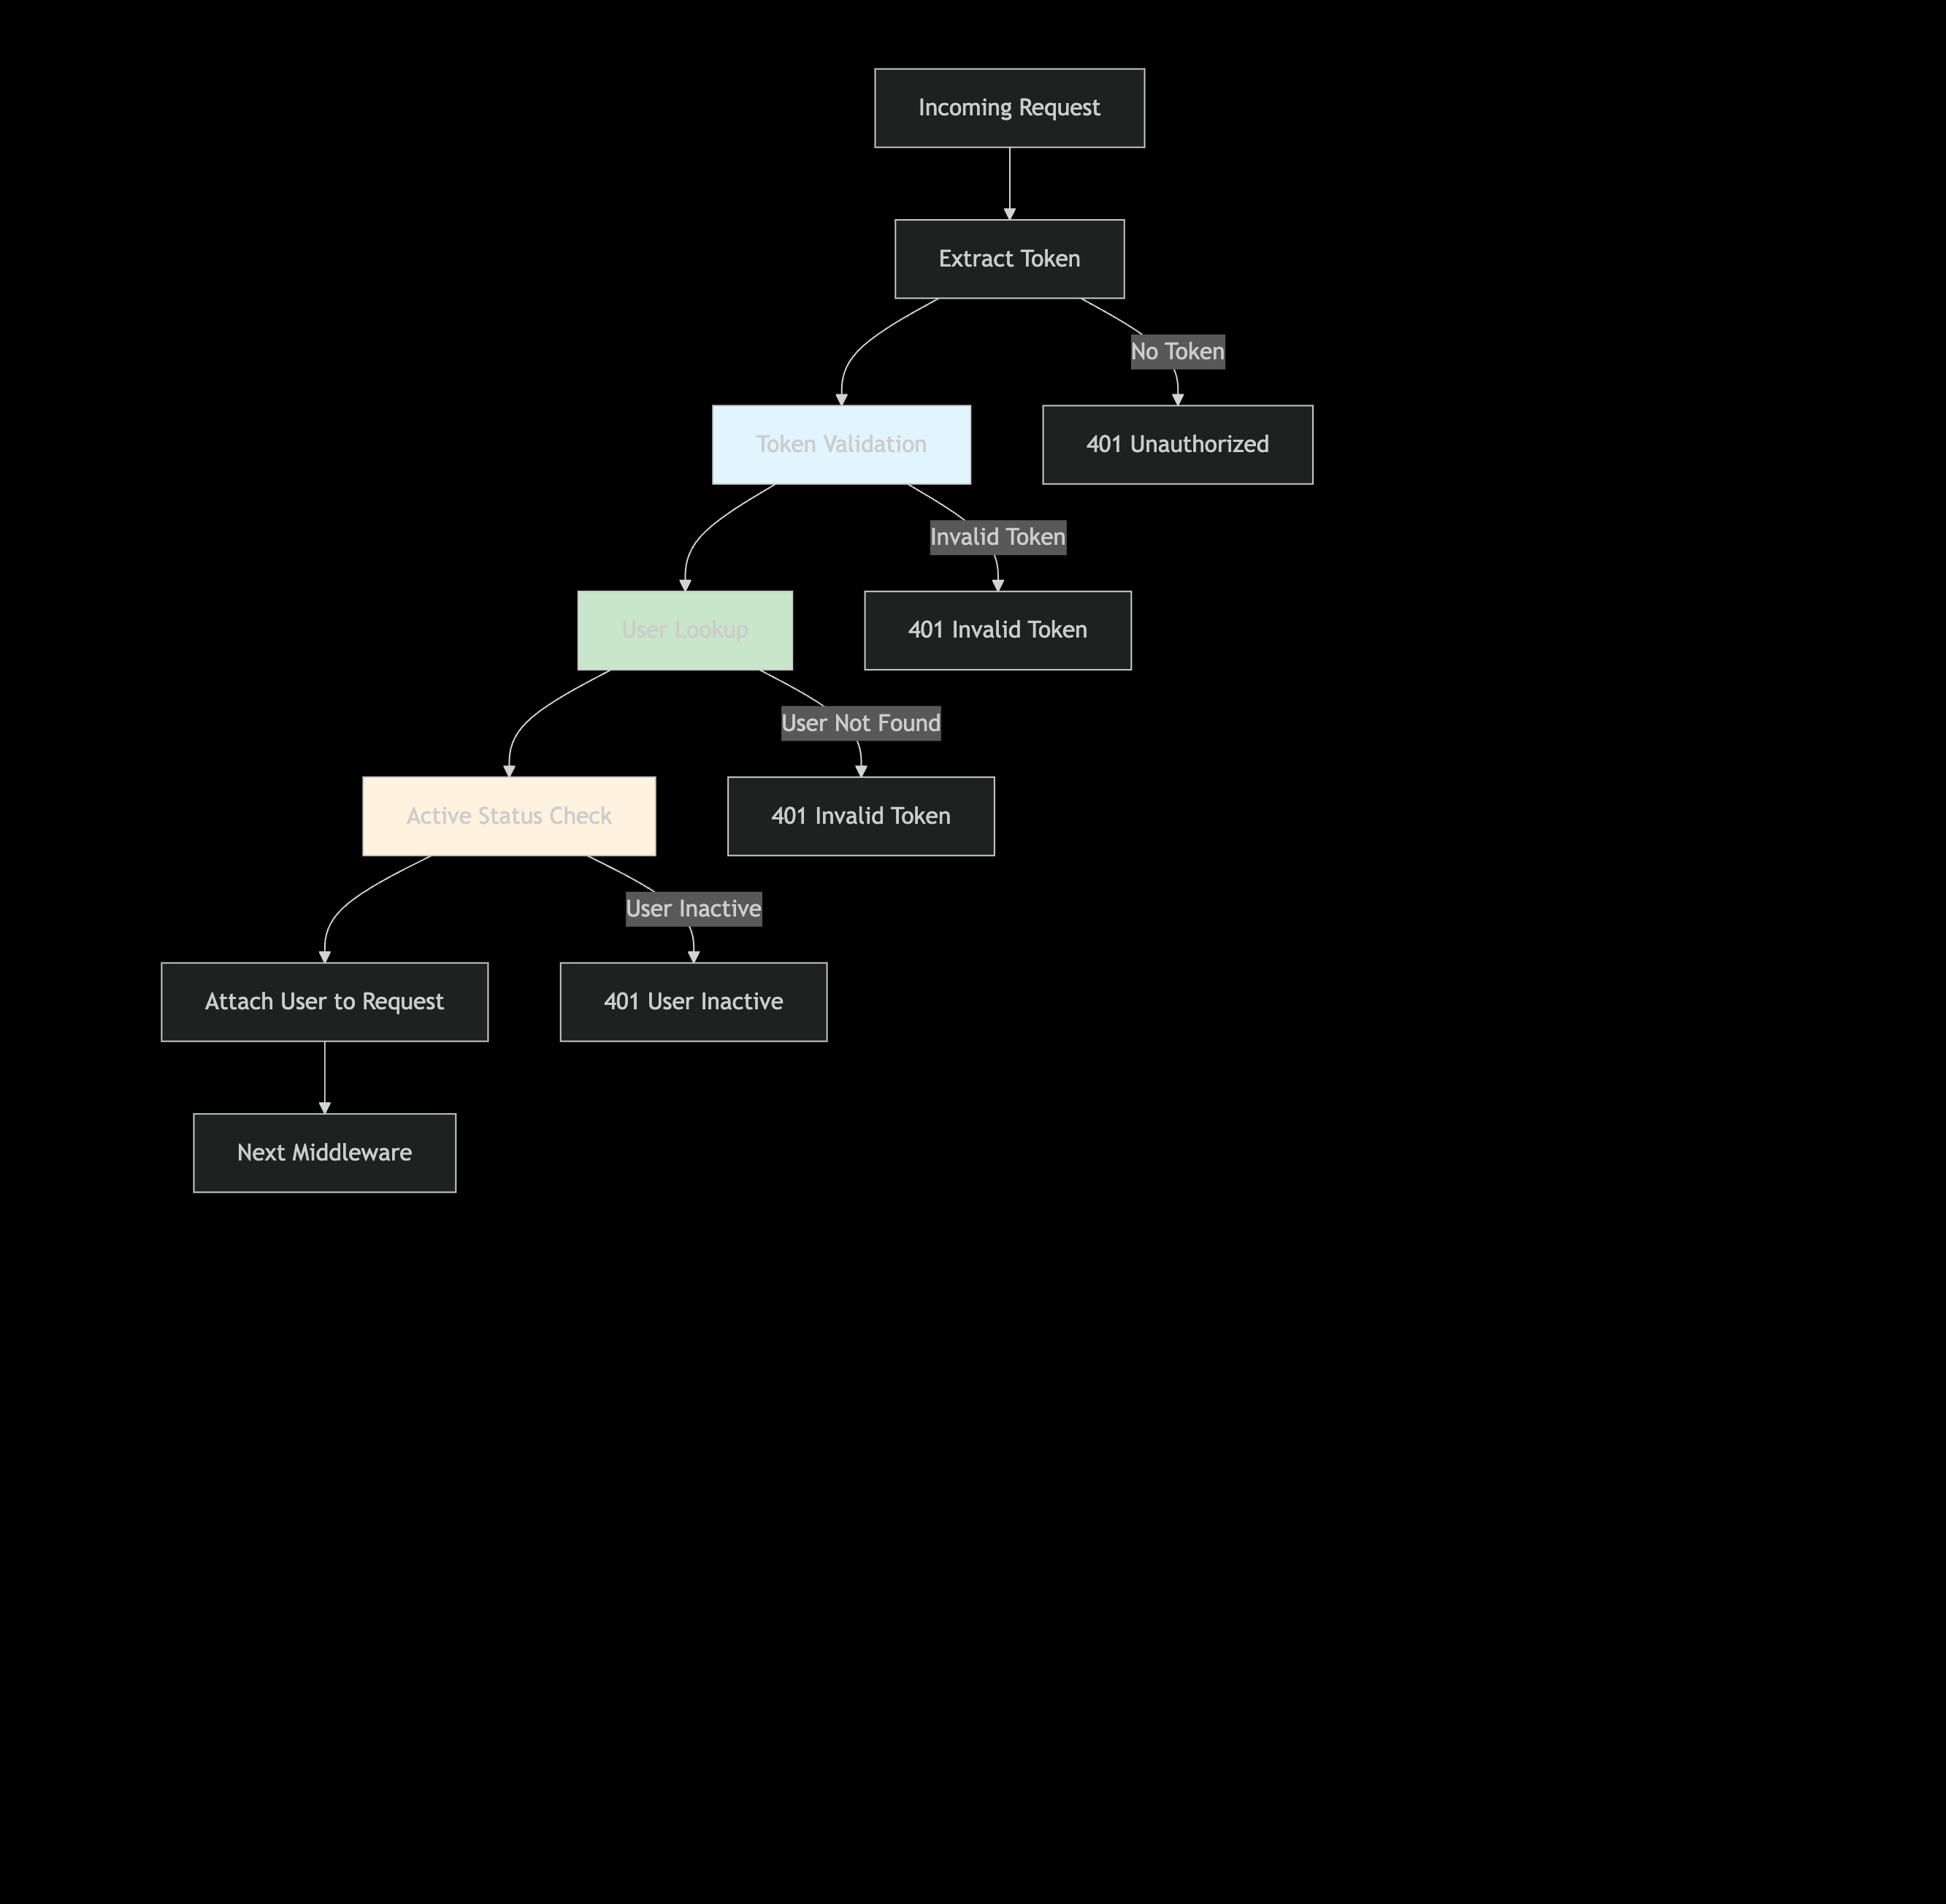 Incoming Request
Extract Token
No Token
Token Validation
401 Unauthorized
Invalid Token
User Lookup
401 Invalid Token
User Not Found
Active Status Check
401 Invalid Token
User Inactive
Attach User to Request
401 User Inactive
Next Middleware